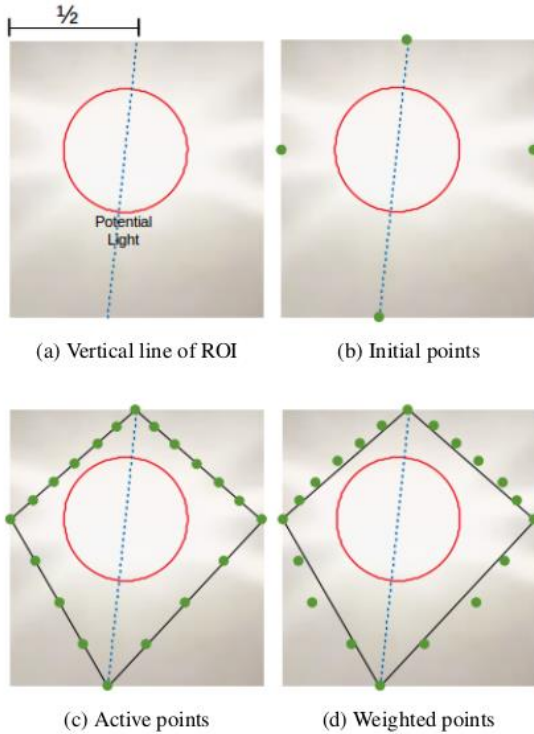 ½
Potential
Light
(a) Vertical line of ROI
(b) Initial points
(c) Active points
(d) Weighted points